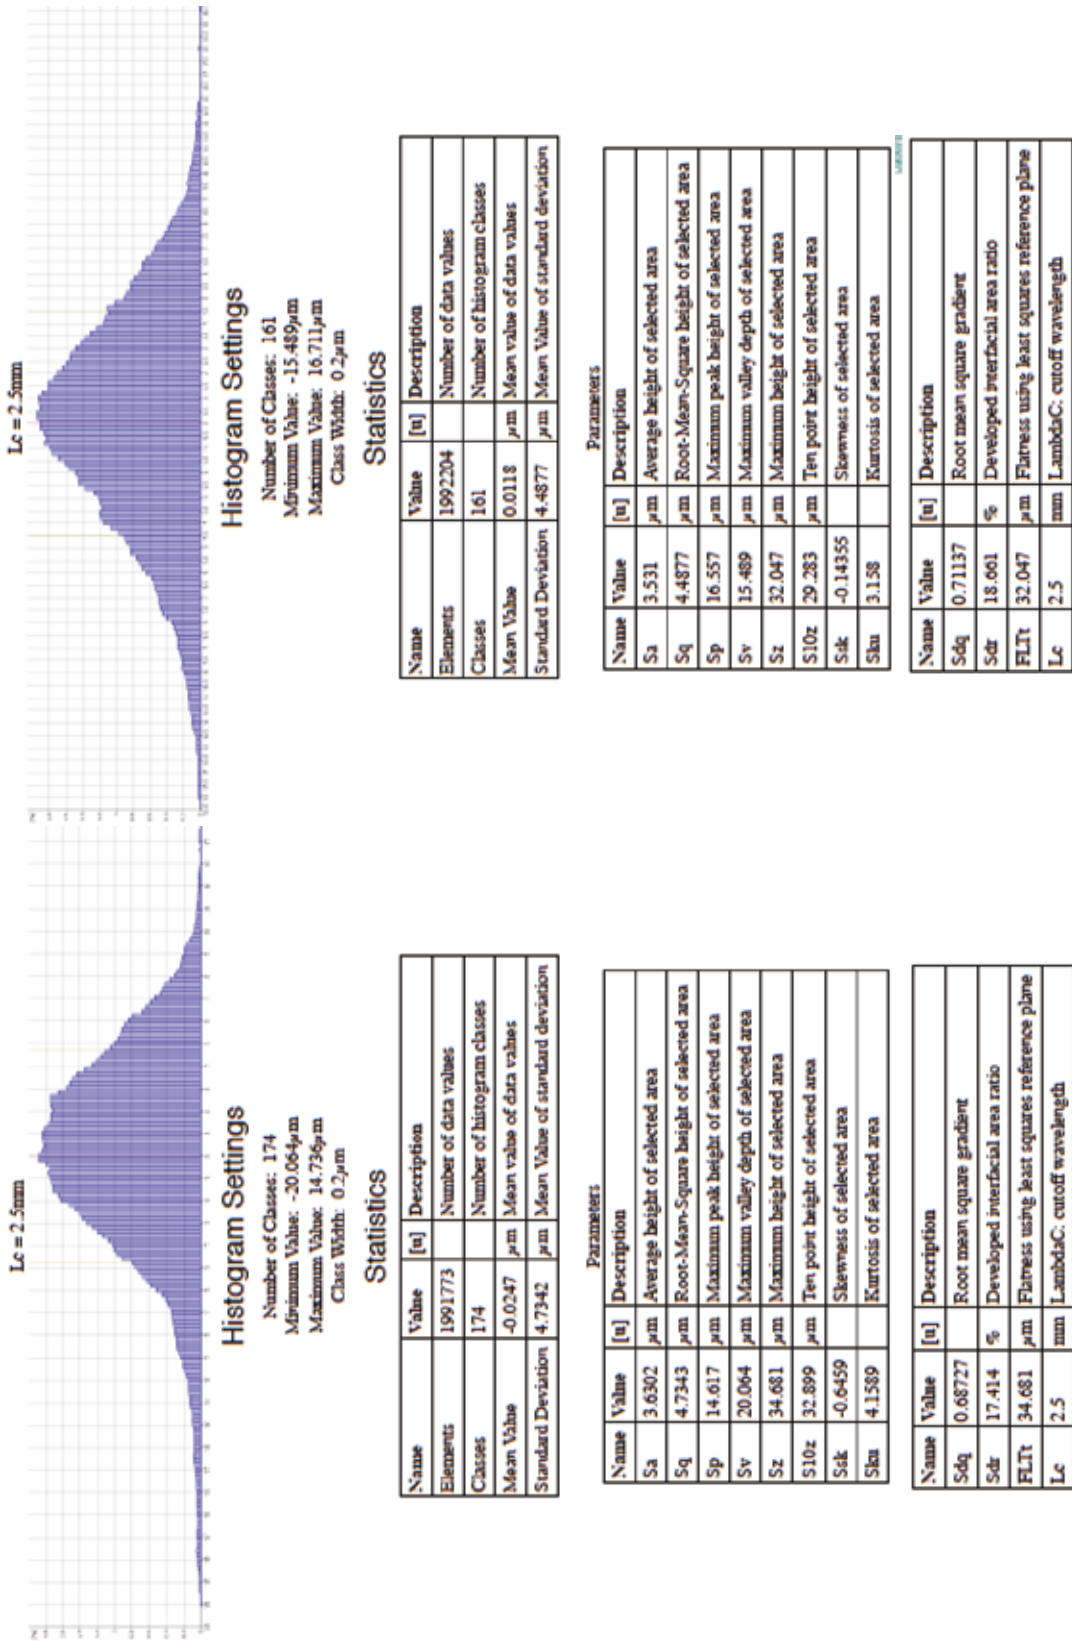 Lc = 2.5mm
Histogram Settings
Number of Classes: 174
Minimum Value: -20.064µm
Maximum Value: 14.736µm
Class Width: 0.2µm
Statistics
Name Value [u] Description
Elements 1991773 Number of data values
Classes 174 Number of histogram classes
Mean Value -0.0247 µm Mean value of data values
Standard Deviation 4.7342 µm Mean Value of standard deviation
Parameters
Name Value [u] Description
Sa 3.6302 µm Average height of selected area
Sq 4.7343 µm Root-Mean-Square height of selected area
Sp 14.617 µm Maximum peak height of selected area
Sv 20.064 µm Maximum valley depth of selected area
Sz 34.681 µm Maximum height of selected area
S10z 32.899 µm Ten point height of selected area
Ssk -0.6459 Skewness of selected area
Sku 4.1589 Kurtosis of selected area
Name Value [u] Description
Sdq 0.68727 Root mean square gradient
Sdr 17.414 % Developed interfacial area ratio
FLTt 34.681 µm Flatness using least squares reference plane
Lc 2.5 mm LambdaC: cutoff wavelength
Lc = 2.5mm
Histogram Settings
Number of Classes: 161
Minimum Value: -15.489µm
Maximum Value: 16.711µm
Class Width: 0.2µm
Statistics
Name Value [u] Description
Elements 1992204 Number of data values
Classes 161 Number of histogram classes
Mean Value 0.0118 µm Mean value of data values
Standard Deviation 4.4877 µm Mean Value of standard deviation
Parameters
Name Value [u] Description
Sa 3.531 µm Average height of selected area
Sq 4.4877 µm Root-Mean-Square height of selected area
Sp 16.557 µm Maximum peak height of selected area
Sv 15.489 µm Maximum valley depth of selected area
Sz 32.047 µm Maximum height of selected area
S10z 29.283 µm Ten point height of selected area
Ssk -0.14355 Skewness of selected area
Sku 3.158 Kurtosis of selected area
Name Value [u] Description
Sdq 0.71137 Root mean square gradient
Sdr 18.661 % Developed interfacial area ratio
FLTt 32.047 µm Flatness using least squares reference plane
Lc 2.5 mm LambdaC: cutoff wavelength